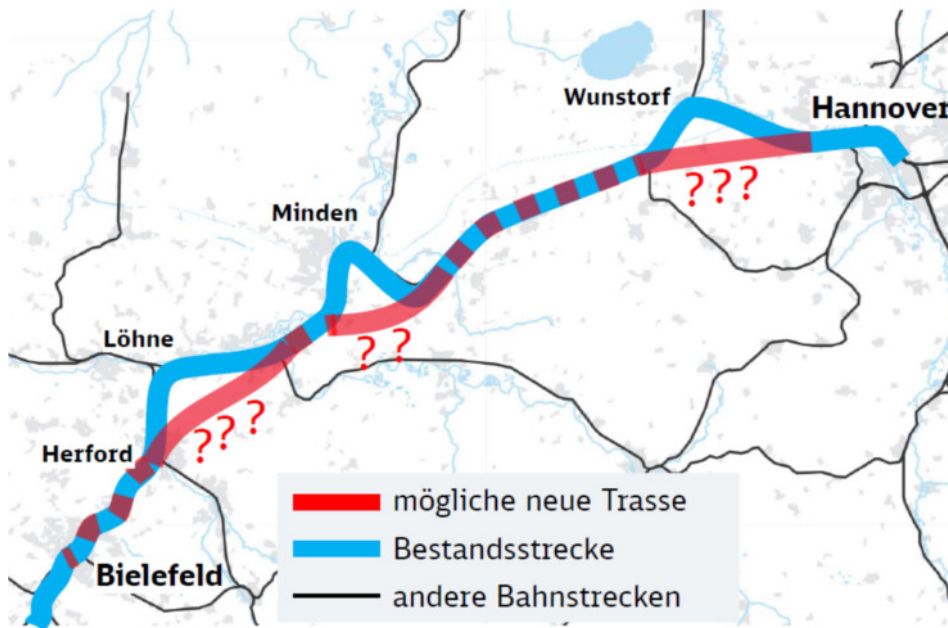 Wunstorf
Hannover
???
Minden
??
Löhne
???
Herford
Bielefeld
mögliche neue Trasse
Bestandsstrecke
andere Bahnstrecken